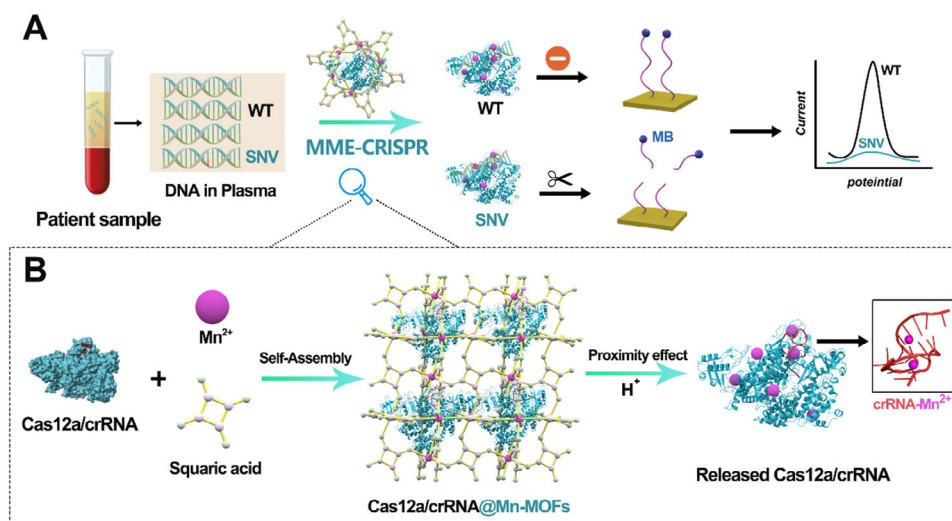 A
Patient sample
WT
SNV
DNA in Plasma
MME-CRISPR
WT
SNV
MB
Current
WT
SNV
poteintial
B
Cas12a/crRNA
+
Mn2+
Squaric acid
Self-Assembly
Cas12a/crRNA@Mn-MOFs
Proximity effect
H+
Released Cas12a/crRNA
crRNA-Mn2+